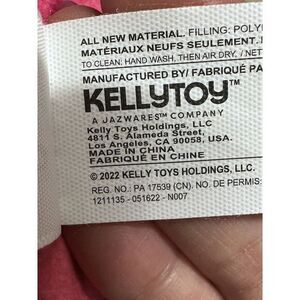 ALL NEW MATERIAL. FILLING: POLY
MATÉRIAUX NEUFS SEULEMENT.
TO CLEAN: HAND WASH, THEN AIR DRY. / NET
MANUFACTURED BY/ FABRIQUÉ PA
KELLYTOY™
A JAZWARES™ COMPANY
Kelly Toys Holdings, LLC
4811 S. Alameda Street,
Los Angeles, CA 90058, USA.
MADE IN CHINA
FABRIQUÉ EN CHINE
© 2022 KELLY TOYS HOLDINGS, LLC.
REG. NO.: PA 17539 (CN). NO. DE PERMIS:
1211135 - 051622 - N007